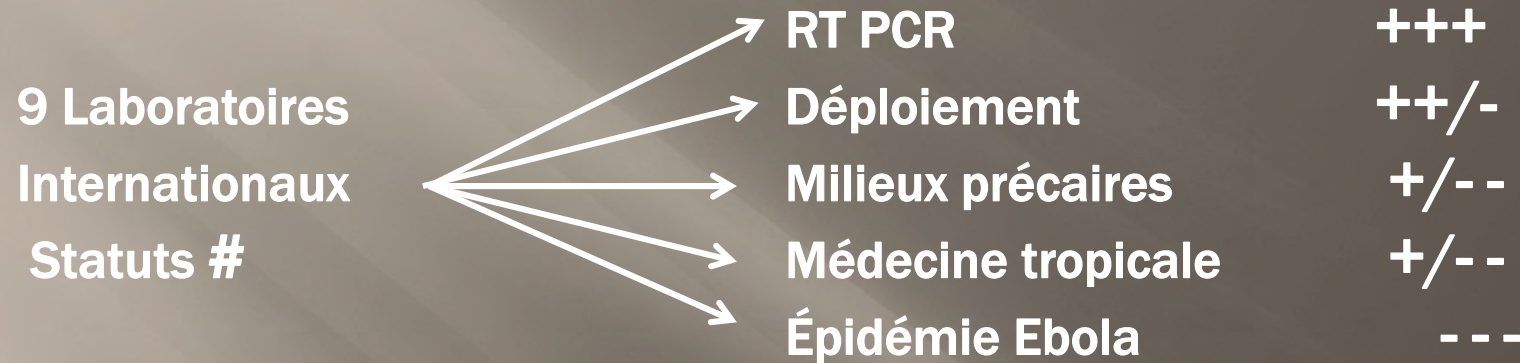 RT PCR +++
9 Laboratoires Déploiement ++/-
Internationaux Milieux précaires +/- -
Statuts # Médecine tropicale +/- -
Épidémie Ebola - - -